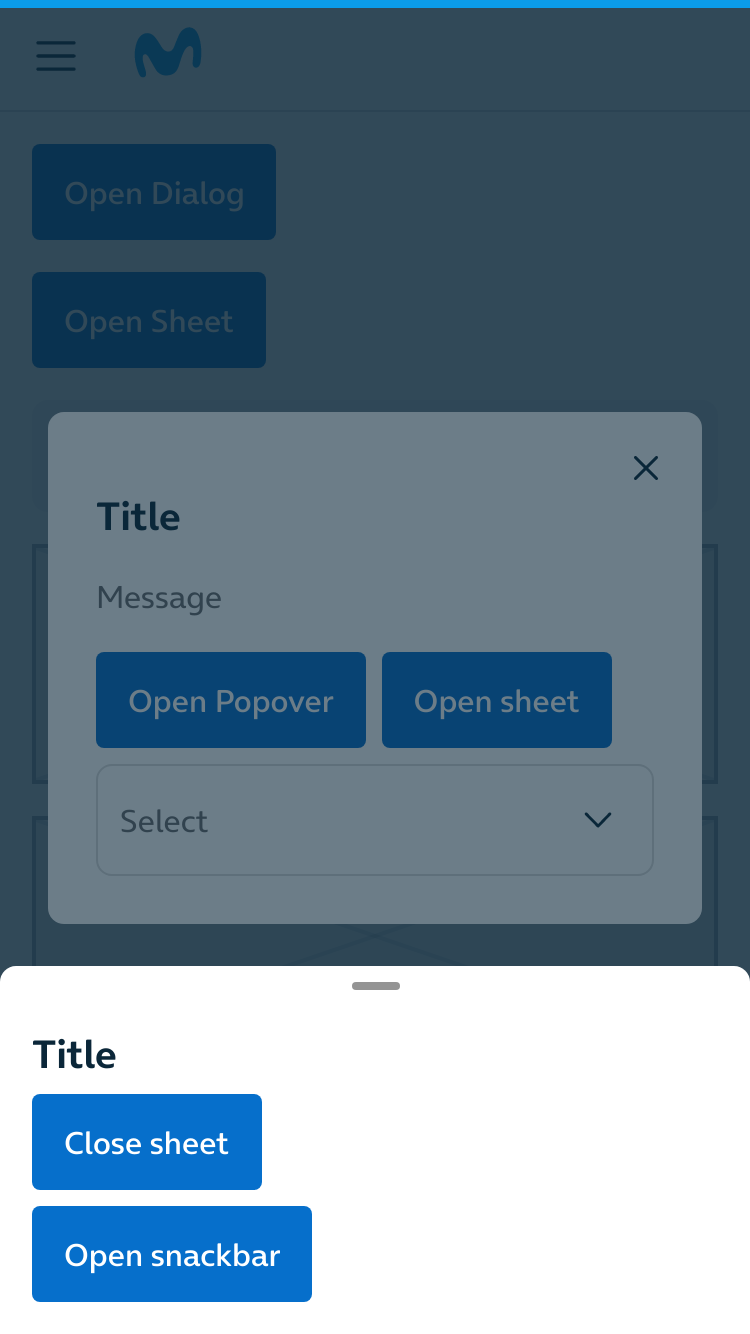 Open Dialog
Open Sheet
Title
Message
Open Popover Open sheet
Select
Title
Close sheet
Open snackbar